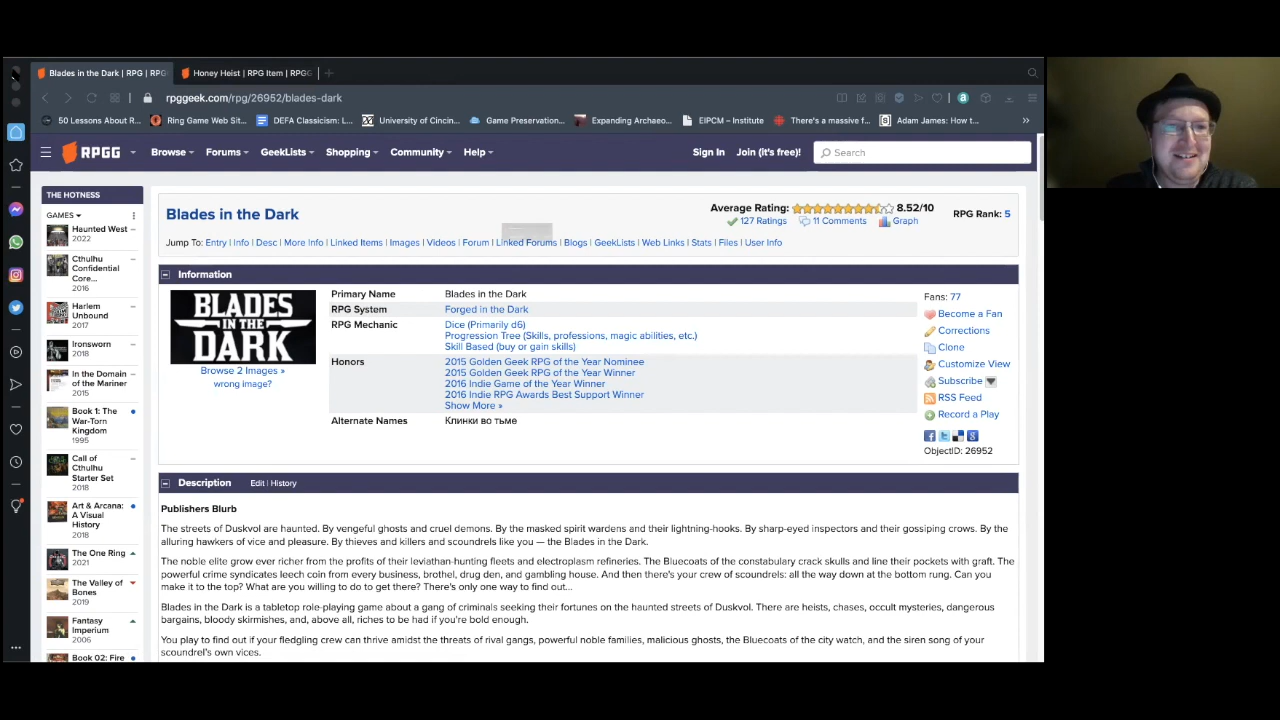 Blades in the Dark | RPG | RPG
Honey Heist | RPG Item | RPGG
rpggeek.com/rpg/26952/blades-dark
50 Lessons About R...
Ring Game Web Sit...
DEFA Classicism, L...
University of Cincin...
Game Preservation...
Expanding Archaeo...
EIPCM – Institute
There's a massive f...
Adam James: How t...
RPGG
Browse
Forums
GeekLists
Shopping
Community
Help
Sign In
Join (it's free!)
Search
THE HOTNESS
GAMES
Haunted West
2022
Cthulhu
Confidential
Core...
2016
Harlem
Unbound
2017
Ironsworn
2018
In the Domain
of the Mariner
2015
Book 1: The
War-Torn
Kingdom
1995
Call of
Cthulhu
Starter Set
2018
Art & Arcana:
A Visual
History
2018
The One Ring
2021
The Valley of
Bones
2019
Fantasy
Imperium
2006
Book 02: Fire
Blades in the Dark
Average Rating: 8.52/10
127 Ratings 11 Comments Graph
RPG Rank: 5
Jump To: Entry | Info | Desc | More Info | Linked Items | Images | Videos | Forum | Linked Forums | Blogs | GeekLists | Web Links | Stats | Files | User Info
Information
BLADES
IN THE
DARK
Browse 2 Images »
wrong image?
Primary Name Blades in the Dark
RPG System Forged in the Dark
RPG Mechanic Dice (Primarily d6)
Progression Tree (Skills, professions, magic abilities, etc.)
Skill Based (buy or gain skills)
Honors 2015 Golden Geek RPG of the Year Nominee
2015 Golden Geek RPG of the Year Winner
2016 Indie Game of the Year Winner
2016 Indie RPG Awards Best Support Winner
Show More »
Alternate Names Клинки во тьме
Fans: 77
Become a Fan
Corrections
Clone
Customize View
Subscribe
RSS Feed
Record a Play
ObjectID: 26952
Description Edit | History
Publishers Blurb
The streets of Duskvol are haunted. By vengeful ghosts and cruel demons. By the masked spirit wardens and their lightning-hooks. By sharp-eyed inspectors and their gossiping crows. By the
alluring hawkers of vice and pleasure. By thieves and killers and scoundrels like you — the Blades in the Dark.
The noble elite grow ever richer from the profits of their leviathan-hunting fleets and electroplasm refineries. The Bluecoats of the constabulary crack skulls and line their pockets with graft. The
powerful crime syndicates leech coin from every business, brothel, drug den, and gambling house. And then there's your crew of scoundrels: all the way down at the bottom rung. Can you
make it to the top? What are you willing to do to get there? There's only one way to find out...
Blades in the Dark is a tabletop role-playing game about a gang of criminals seeking their fortunes on the haunted streets of Duskvol. There are heists, chases, occult mysteries, dangerous
bargains, bloody skirmishes, and, above all, riches to be had if you're bold enough.
You play to find out if your fledgling crew can thrive amidst the threats of rival gangs, powerful noble families, malicious ghosts, the Bluecoats of the city watch, and the siren song of your
scoundrel's own vices.